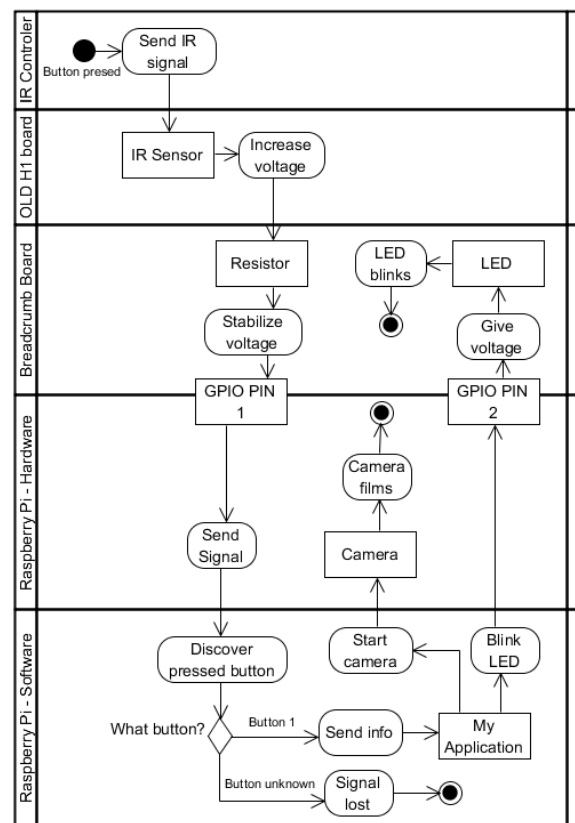 IR Controler
Send IR
signal
Button presed
OLD H1 board
IR Sensor
Increase
voltage
Breadcrumb Board
Resistor
LED
blinks
LED
Stabilize
voltage
Give
voltage
GPIO PIN
1
GPIO PIN
2
Raspberry Pi - Hardware
Camera
films
Send
Signal
Camera
Raspberry Pi - Software
Discover
pressed button
Start
camera
Blink
LED
What button?
Button 1
Send info
My
Application
Button unknown
Signal
lost